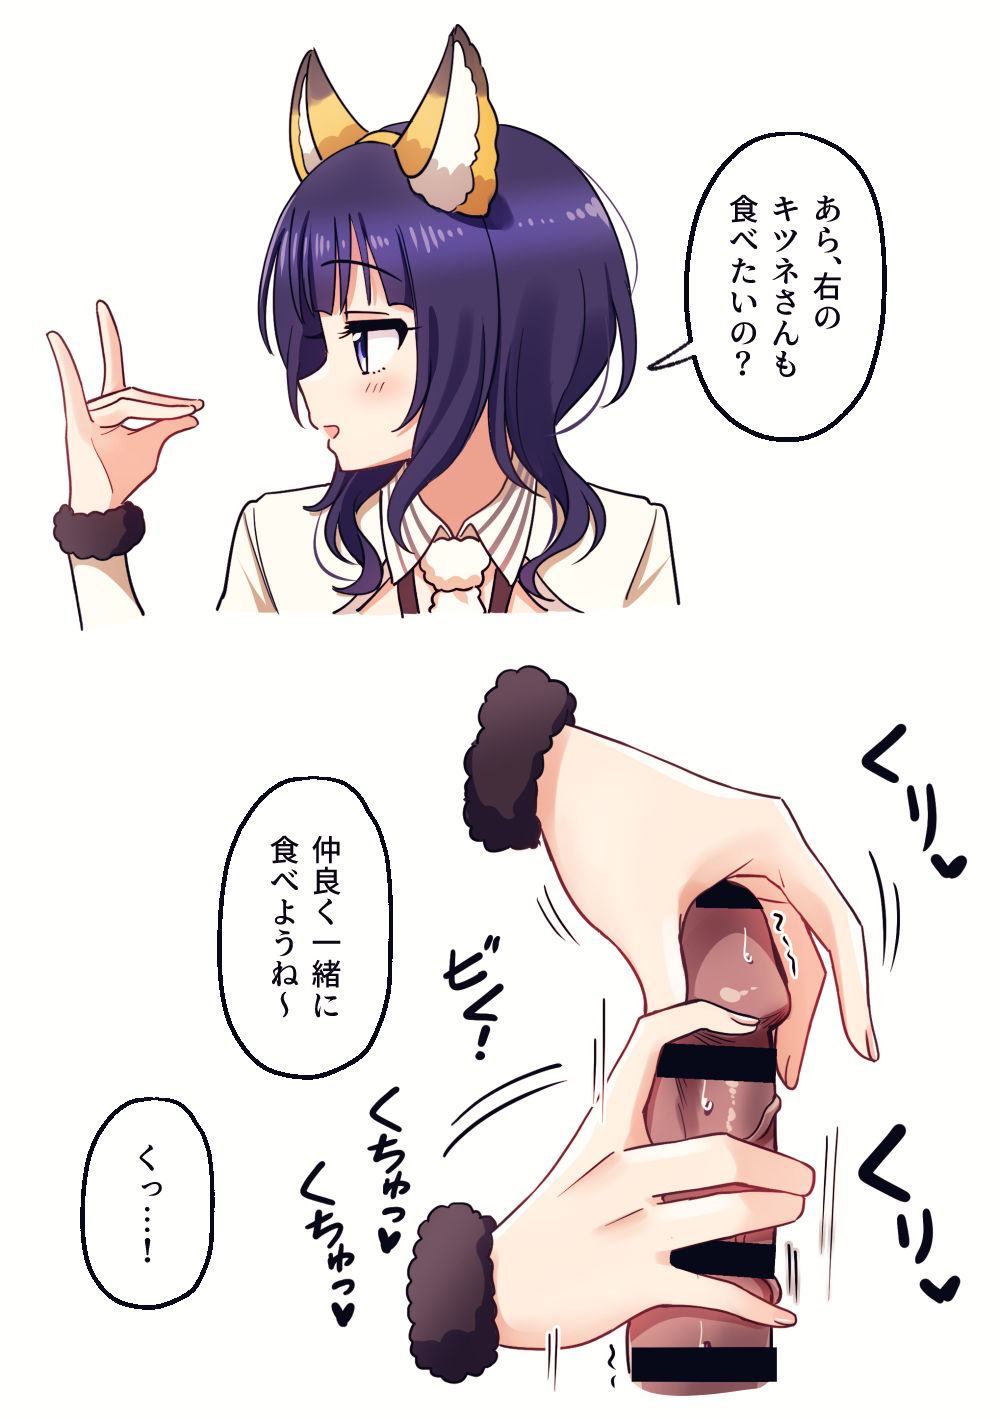 あら、右の
キツネさんも
食べたいの？
くりっ♥
仲良く一緒に
食べようね～
ビくっ！
くりっ♥
くちゅっ♥
くちゅっ♥
くっ…！